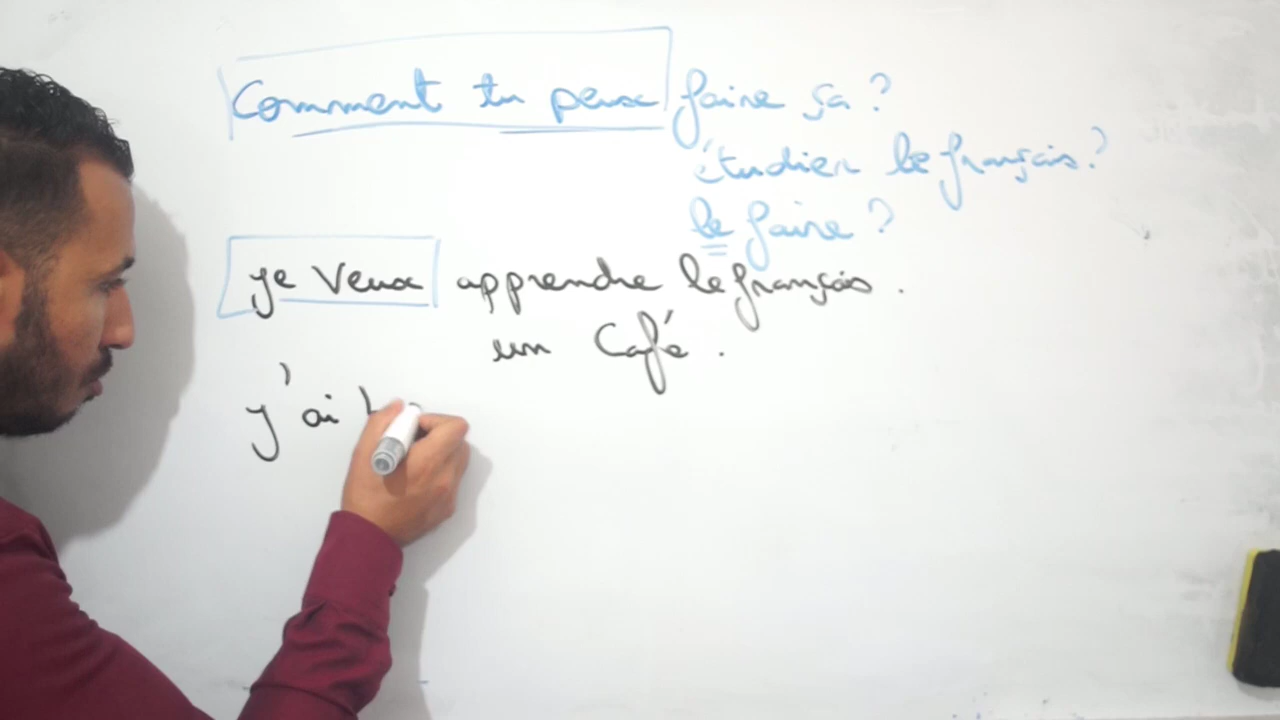 Comment tu peux faire ça ?
étudier le français ?
le faire ?
je veux apprendre le français .
un Café .
j'ai